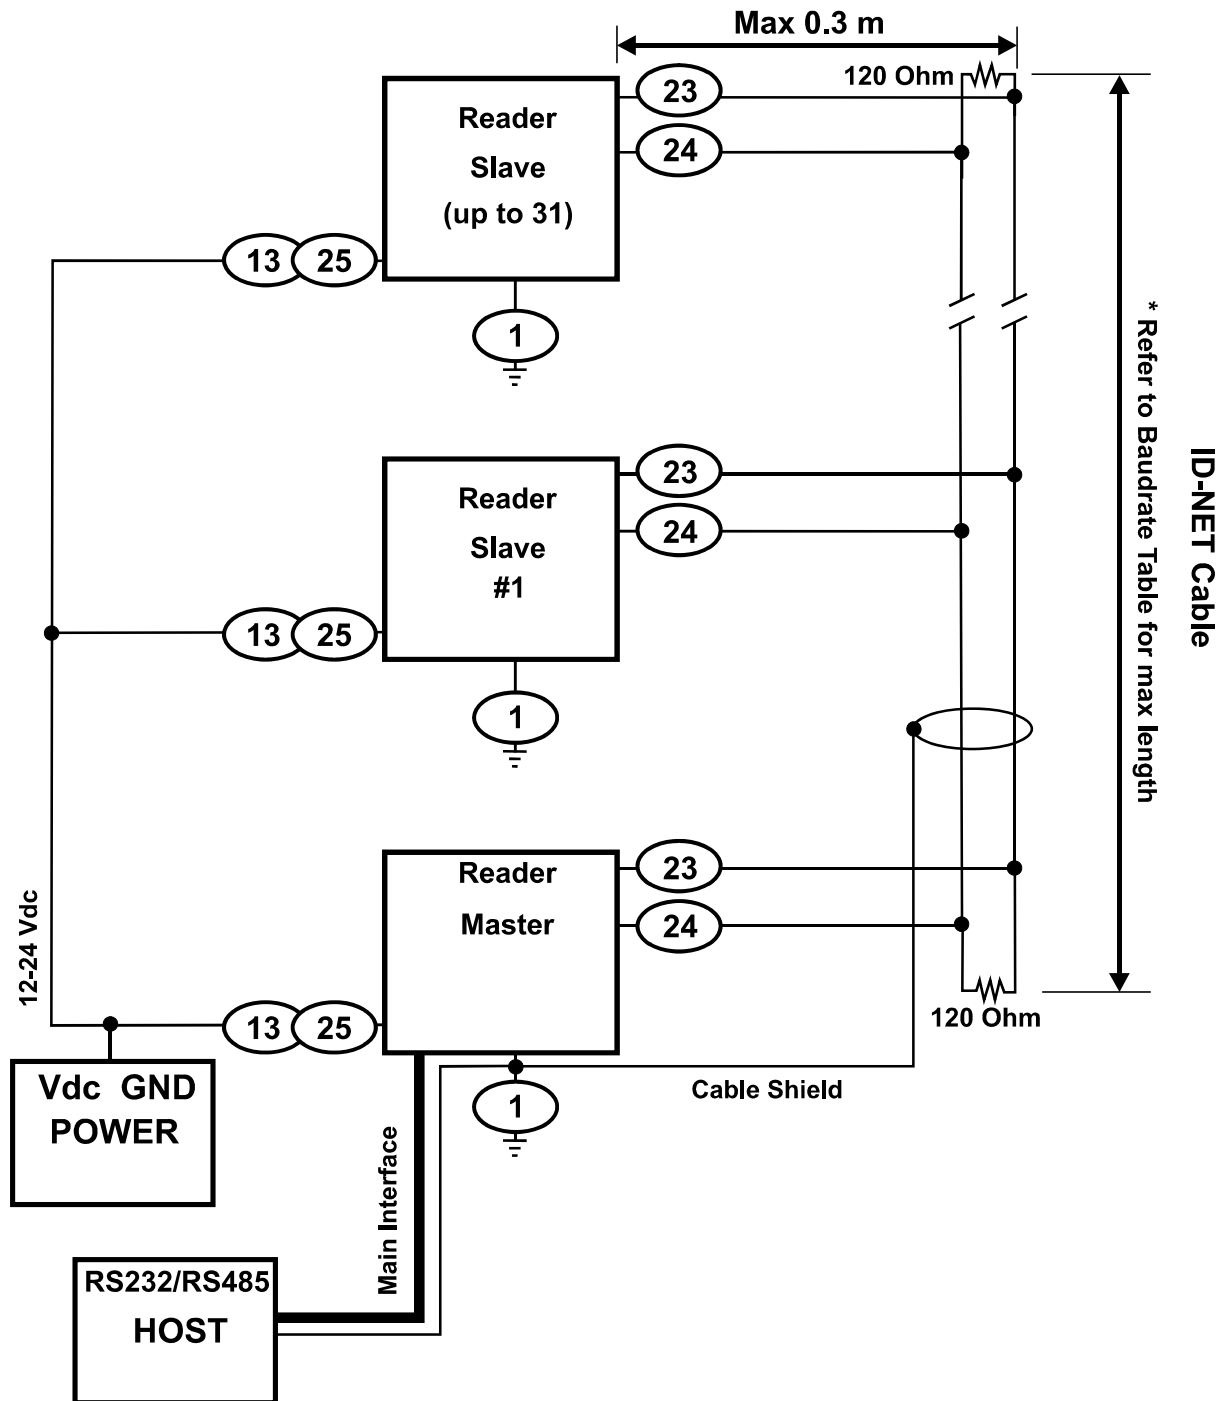 Max 0.3 m
120 Ohm
Reader
Slave
(up to 31)
23
24
13
25
1
Reader
Slave
#1
23
24
13
25
1
Reader
Master
23
24
13
25
1
120 Ohm
Cable Shield
12-24 Vdc
Vdc GND
POWER
Main Interface
RS232/RS485
HOST
* Refer to Baudrate Table for max length
ID-NET Cable